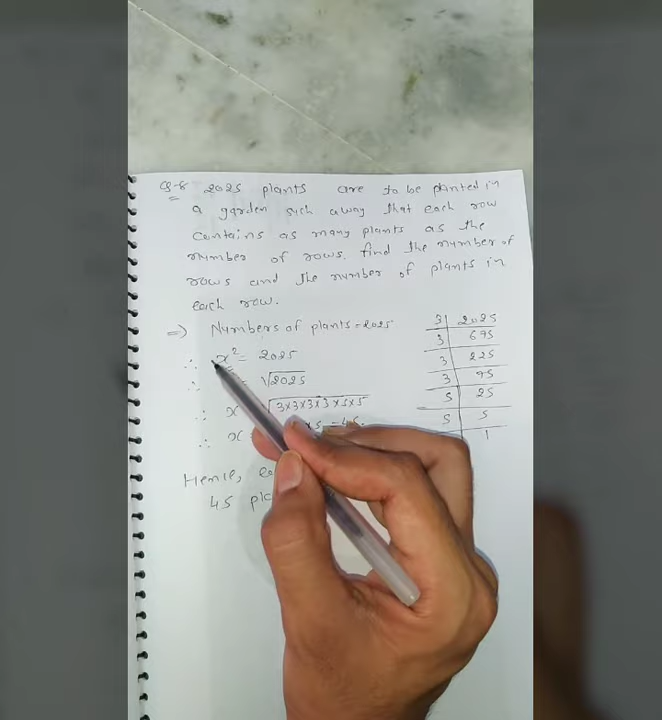 Q-8 2025 plants are to be planted in
a garden such away that each row
contains as many plants as the
number of rows. find the number of
rows and the number of plants in
each row.
=) Numbers of plants = 2025
∴ x² = 2025
∴ = √2025
∴ x √3×3×3×3×5×5
∴ x = ×5 = 45
Hence,
45
3 | 2025
3 | 675
3 | 225
3 | 75
5 | 25
5 | 5
1